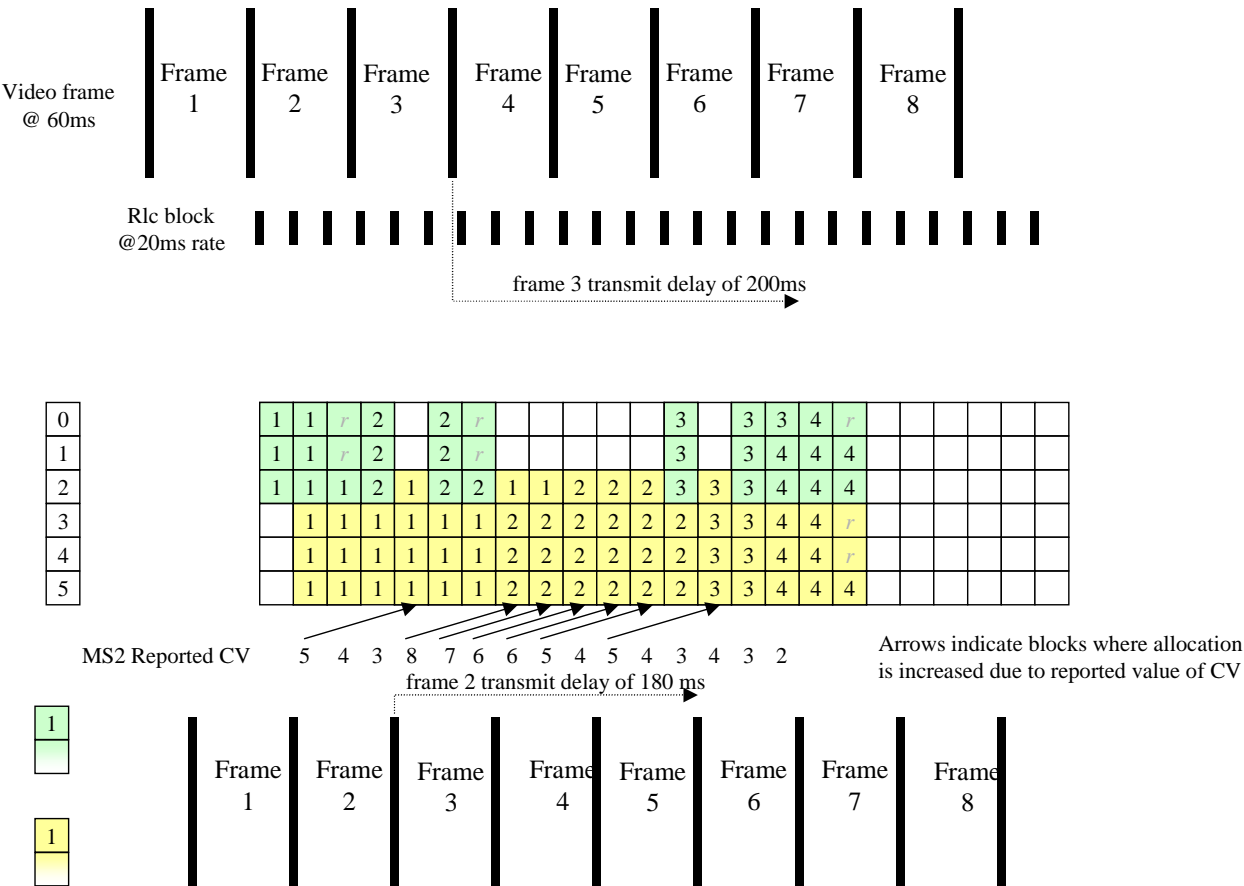 Frame 1 Frame 2 Frame 3 Frame 4 Frame 5 Frame 6 Frame 7 Frame 8
Video frame
@ 60ms
Rlc block
@20ms rate
frame 3 transmit delay of 200ms
0 1 1 r 2 2 r 3 3 3 4 r
1 1 1 r 2 2 r 3 3 4 4 4
2 1 1 1 2 1 2 2 1 1 2 2 2 3 3 3 4 4 4
3 1 1 1 1 1 1 2 2 2 2 2 2 3 3 4 4 r
4 1 1 1 1 1 1 2 2 2 2 2 2 3 3 4 4 r
5 1 1 1 1 1 1 2 2 2 2 2 2 3 3 4 4 4
MS2 Reported CV 5 4 3 8 7 6 6 5 4 5 4 3 4 3 2
Arrows indicate blocks where allocation
is increased due to reported value of CV
frame 2 transmit delay of 180 ms
1
Frame 1 Frame 2 Frame 3 Frame 4 Frame 5 Frame 6 Frame 7 Frame 8
1